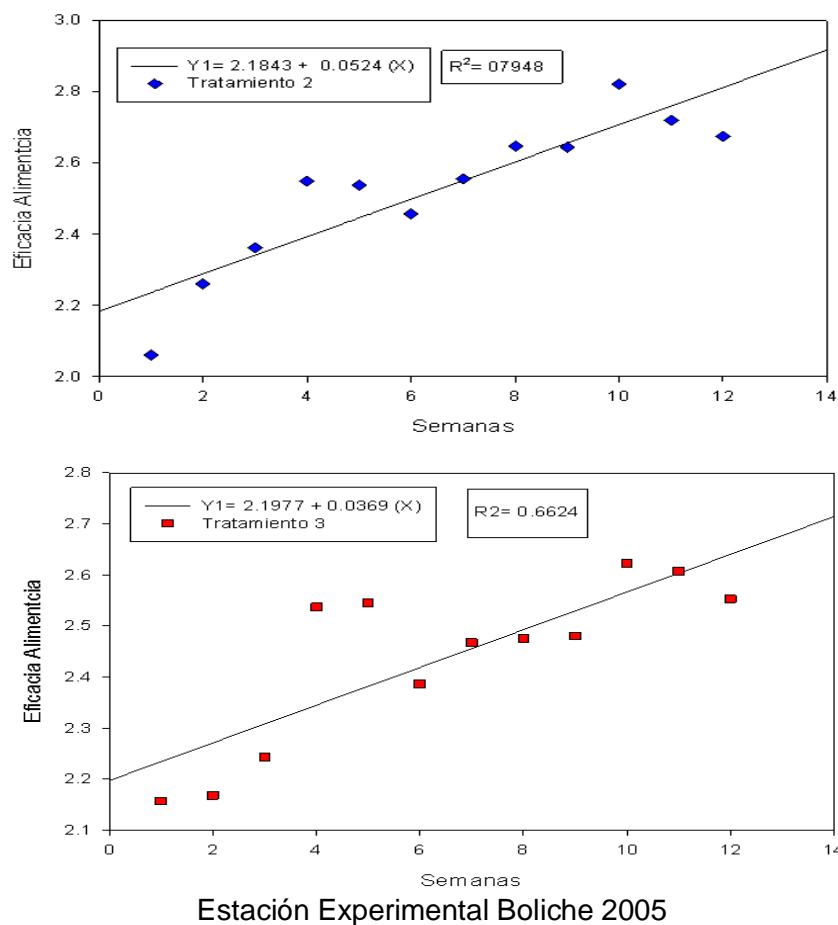 3.0
2.8
2.6
2.4
2.2
2.0
Eficacia Alimentcia
Y1= 2.1843 + 0.0524 (X)
Tratamiento 2
R²= 07948
0 2 4 6 8 10 12 14
Semanas
2.8
2.7
2.6
2.5
2.4
2.3
2.2
2.1
Eficacia Alimentcia
Y1= 2.1977 + 0.0369 (X)
Tratamiento 3
R2= 0.6624
0 2 4 6 8 10 12 14
Semanas
Estación Experimental Boliche 2005